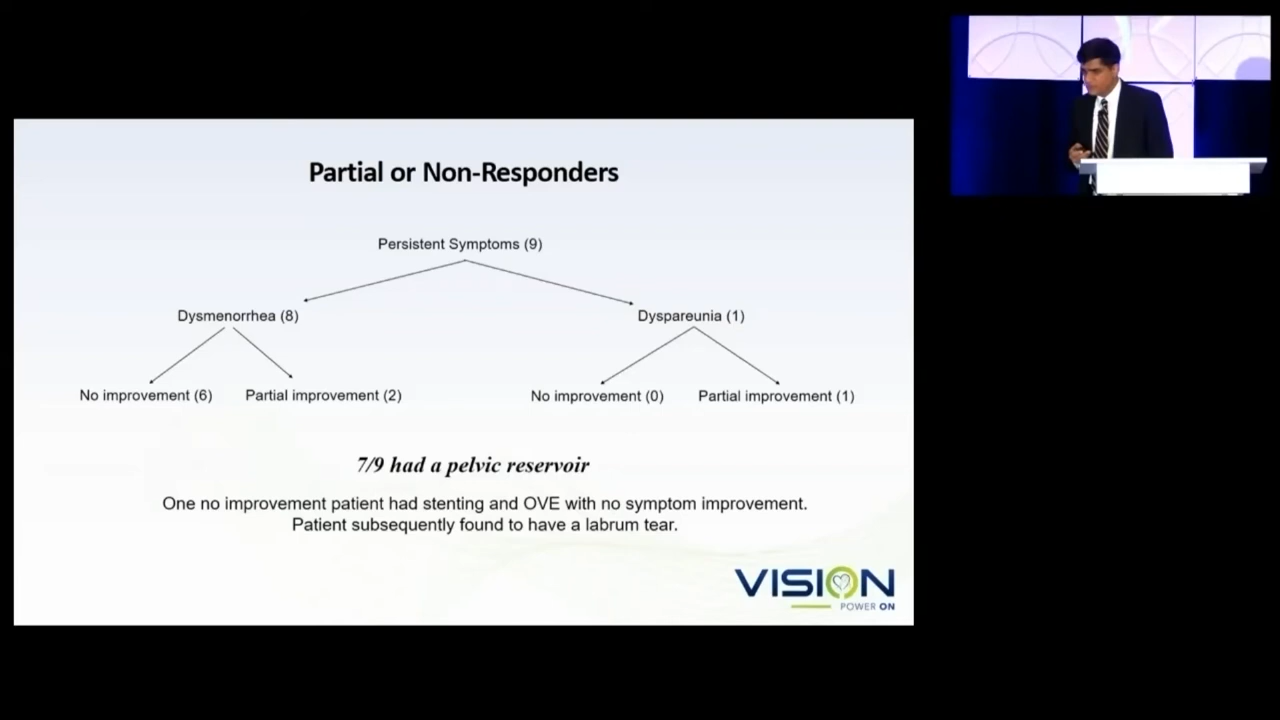 Partial or Non-Responders
Persistent Symptoms (9)
Dysmenorrhea (8)
Dyspareunia (1)
No improvement (6)
Partial improvement (2)
No improvement (0)
Partial improvement (1)
7/9 had a pelvic reservoir
One no improvement patient had stenting and OVE with no symptom improvement.
Patient subsequently found to have a labrum tear.
VISION
POWER ON